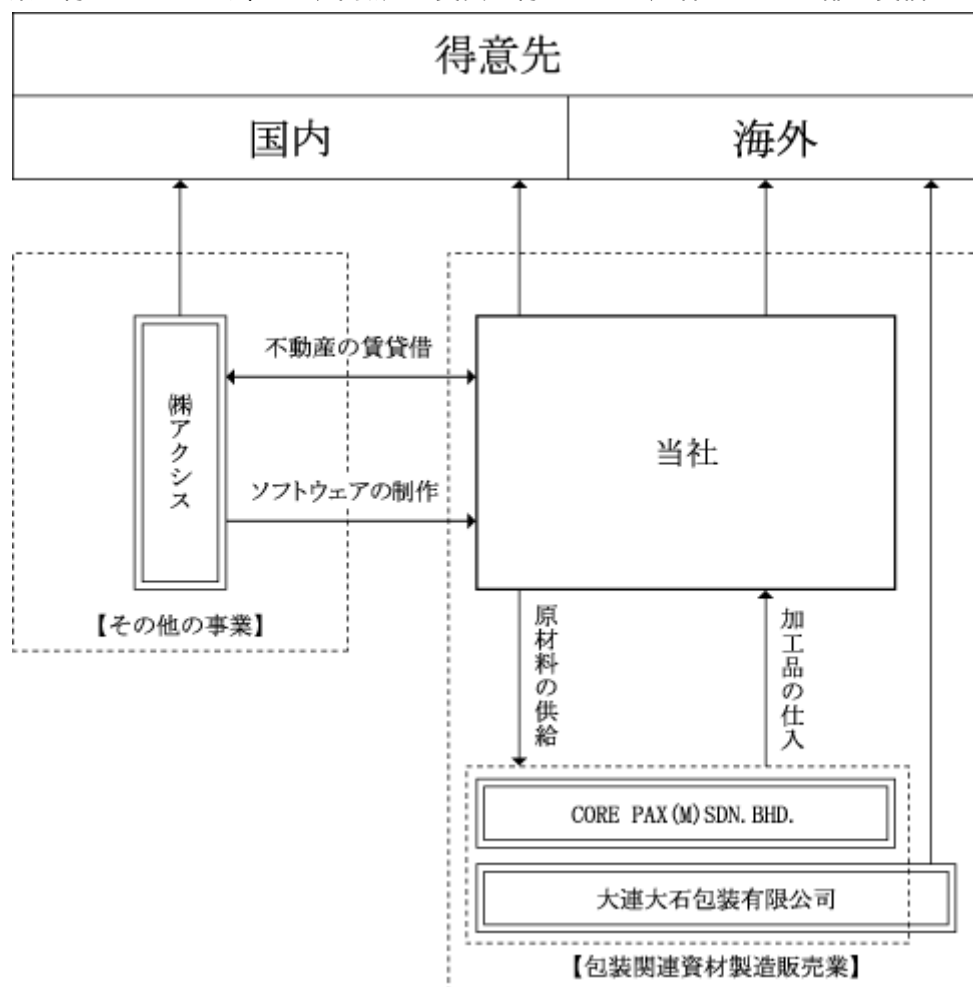 得意先
国内
海外
不動産の賃貸借
㈱アクシス
当社
ソフトウェアの制作
【その他の事業】
原材料の供給
加工品の仕入
CORE PAX(M)SDN.BHD.
大連大石包装有限公司
【包装関連資材製造販売業】